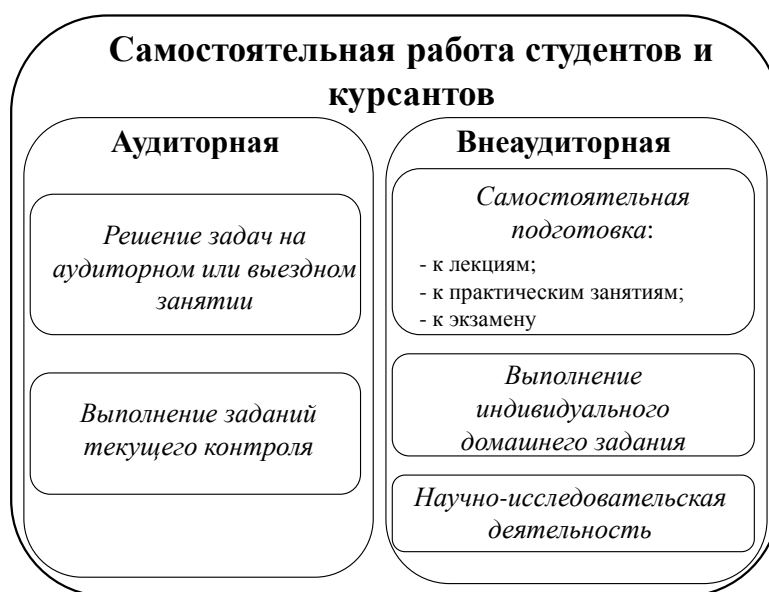 Самостоятельная работа студентов и
курсантов
Аудиторная
Решение задач на
аудиторном или выездном
занятии
Выполнение заданий
текущего контроля
Внеаудиторная
Самостоятельная
подготовка:
- к лекциям;
- к практическим занятиям;
- к экзамену
Выполнение
индивидуального
домашнего задания
Научно-исследовательская
деятельность